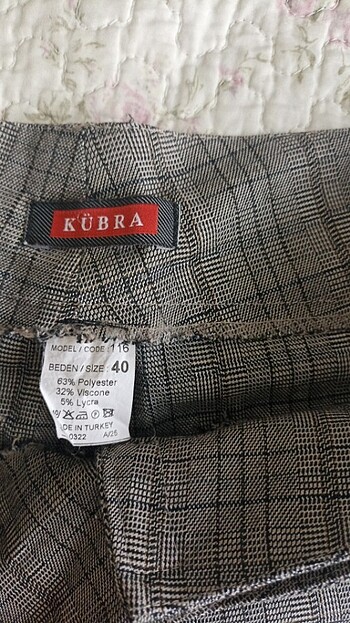 KÜBRA
MODEL / CODE : 116
BEDEN / SIZE : 40
63% Polyester
32% Viscone
5% Lycra
DE IN TURKEY
0322 A/25